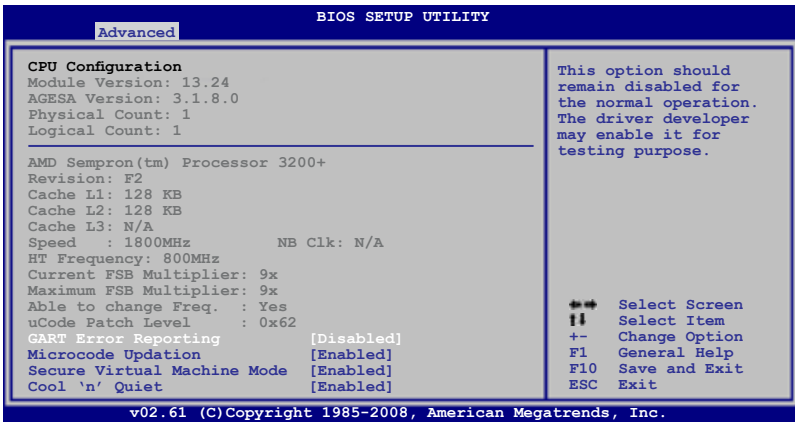 BIOS SETUP UTILITY
Advanced
CPU Configuration
Module Version: 13.24
AGESA Version: 3.1.8.0
Physical Count: 1
Logical Count: 1
AMD Sempron(tm) Processor 3200+
Revision: F2
Cache L1: 128 KB
Cache L2: 128 KB
Cache L3: N/A
Speed : 1800MHz NB Clk: N/A
HT Frequency: 800MHz
Current FSB Multiplier: 9x
Maximum FSB Multiplier: 9x
Able to change Freq. : Yes
uCode Patch Level : 0x62
GART Error Reporting [Disabled]
Microcode Updation [Enabled]
Secure Virtual Machine Mode [Enabled]
Cool ‘n’ Quiet [Enabled]
This option should
remain disabled for
the normal operation.
The driver developer
may enable it for
testing purpose.
Select Screen
Select Item
+- Change Option
F1 General Help
F10 Save and Exit
ESC Exit
v02.61 (C)Copyright 1985-2008, American Megatrends, Inc.